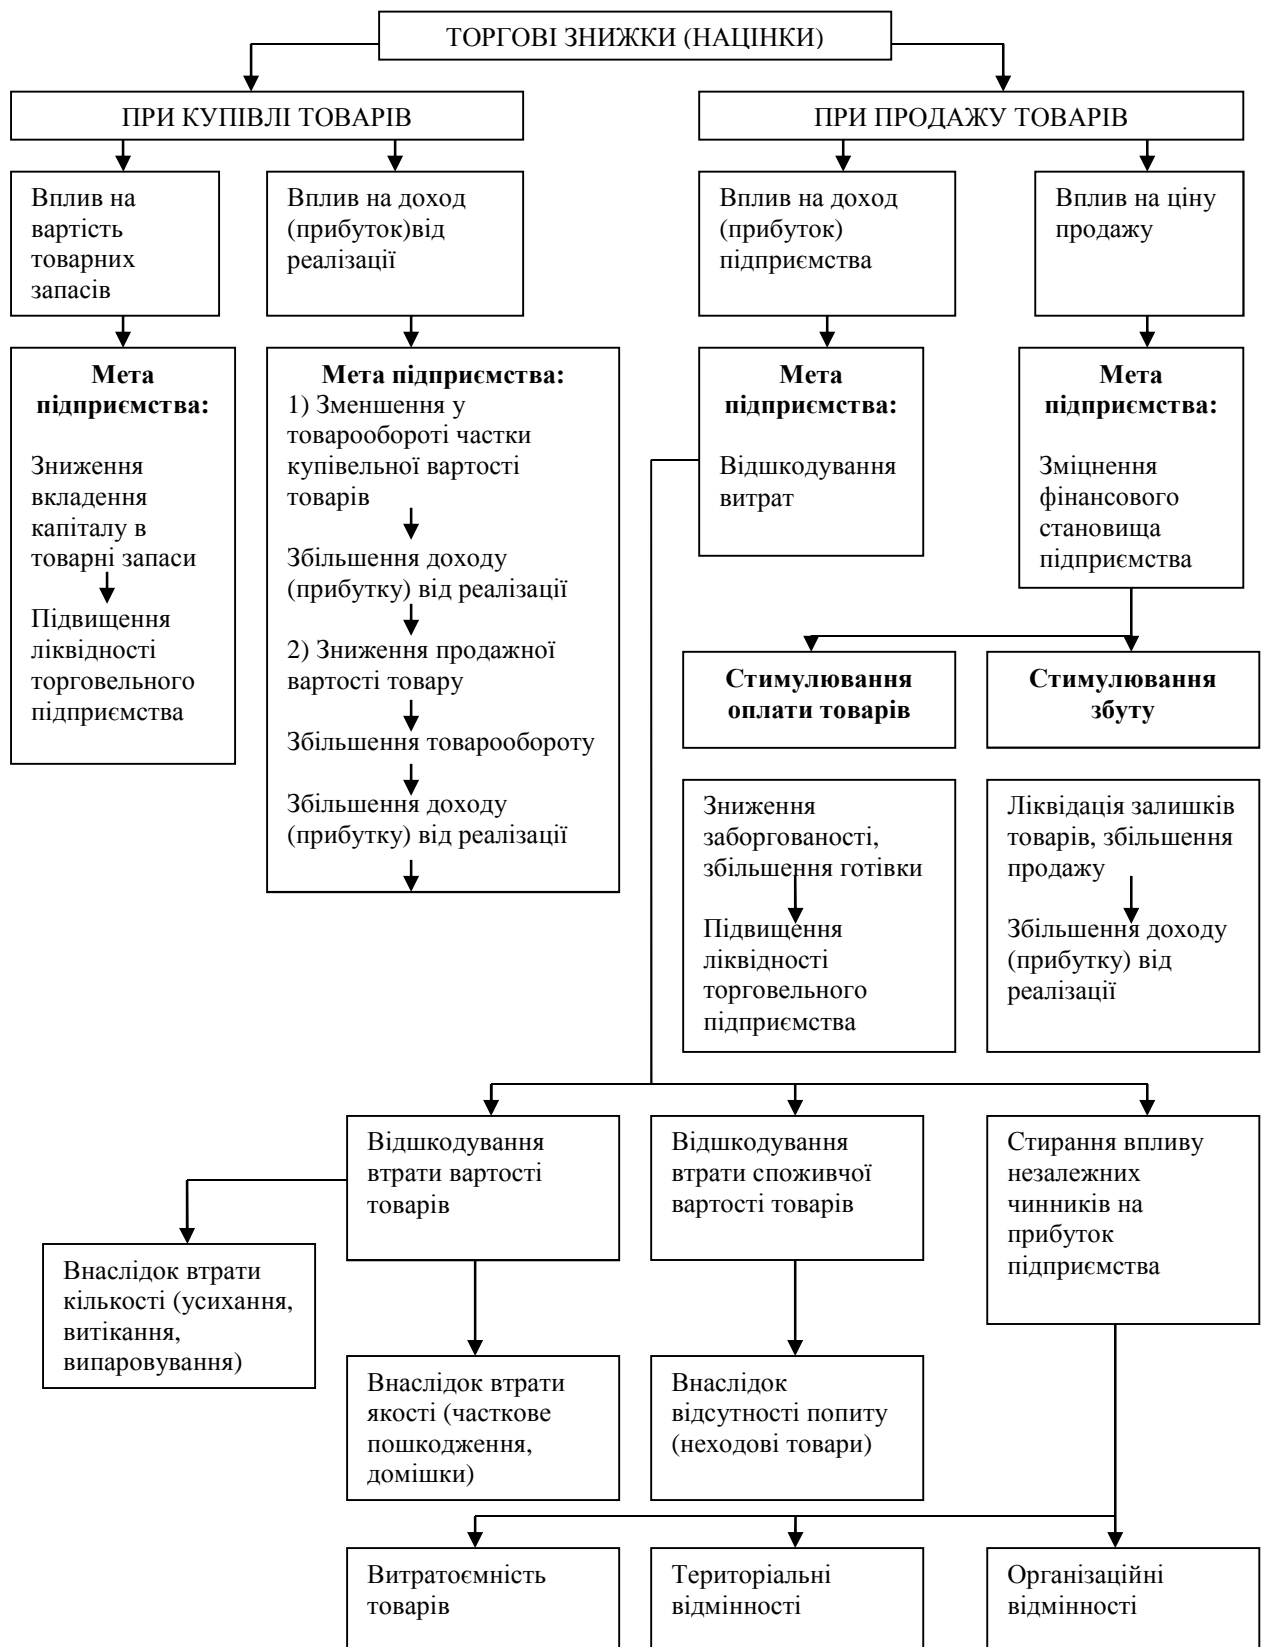 ТОРГОВІ ЗНИЖКИ (НАЦІНКИ)
ПРИ КУПІВЛІ ТОВАРІВ
ПРИ ПРОДАЖУ ТОВАРІВ
Вплив на
вартість
товарних
запасів
Вплив на доход
(прибуток)від
реалізації
Вплив на доход
(прибуток)
підприємства
Вплив на ціну
продажу
Мета
підприємства:
Зниження
вкладення
капіталу в
товарні запаси
Підвищення
ліквідності
торговельного
підприємства
Мета підприємства:
1) Зменшення у
товарообороті частки
купівельної вартості
товарів
Збільшення доходу
(прибутку) від реалізації
2) Зниження продажної
вартості товару
Збільшення товарообороту
Збільшення доходу
(прибутку) від реалізації
Мета
підприємства:
Відшкодування
витрат
Мета
підприємства:
Зміцнення
фінансового
становища
підприємства
Стимулювання
оплати товарів
Стимулювання
збуту
Зниження
заборгованості,
збільшення готівки
Підвищення
ліквідності
торговельного
підприємства
Ліквідація залишків
товарів, збільшення
продажу
Збільшення доходу
(прибутку) від
реалізації
Відшкодування
втрати вартості
товарів
Відшкодування
втрати споживчої
вартості товарів
Стирання впливу
незалежних
чинників на
прибуток
підприємства
Внаслідок втрати
кількості (усихання,
витікання,
випаровування)
Внаслідок втрати
якості (часткове
пошкодження,
домішки)
Внаслідок
відсутності попиту
(неходові товари)
Витратоємність
товарів
Територіальні
відмінності
Організаційні
відмінності